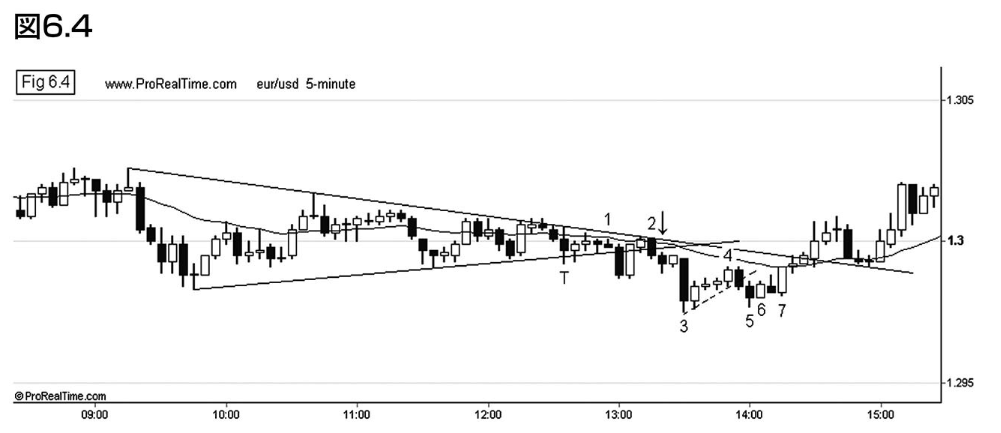 図6.4
Fig 6.4 www.ProRealTime.com eur/usd 5-minute
1.305
1 2
1.3
4
T
3 5 6 7
1.295
© ProRealTime.com
09:00 10:00 11:00 12:00 13:00 14:00 15:00